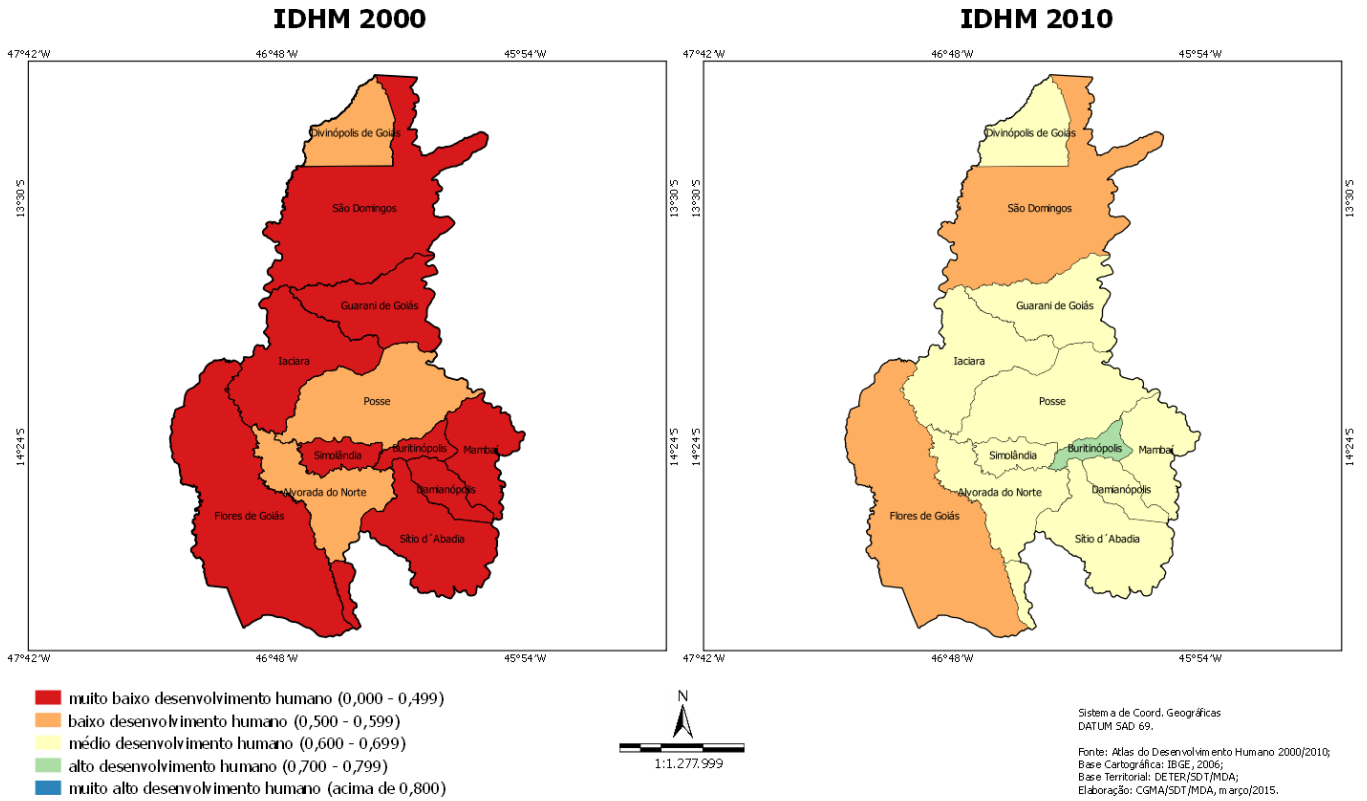 IDHM 2000
IDHM 2010
47°42´W
46°48´W
45°54´W
47°42´W
46°48´W
45°54´W
13°30´S
13°30´S
13°30´S
14°24´S
14°24´S
14°24´S
Divinópolis de Goiás
São Domingos
Guarani de Goiás
Iaciara
Posse
Simolândia
Buritinópolis
Mambaí
Alvorada do Norte
Damianópolis
Flores de Goiás
Sítio d´Abadia
Divinópolis de Goiás
São Domingos
Guarani de Goiás
Iaciara
Posse
Simolândia
Buritinópolis
Mambaí
Alvorada do Norte
Damianópolis
Flores de Goiás
Sítio d´Abadia
47°42´W
46°48´W
45°54´W
47°42´W
46°48´W
45°54´W
muito baixo desenvolvimento humano (0,000 - 0,499)
baixo desenvolvimento humano (0,500 - 0,599)
médio desenvolvimento humano (0,600 - 0,699)
alto desenvolvimento humano (0,700 - 0,799)
muito alto desenvolvimento humano (acima de 0,800)
N
1:1.277.999
Sistema de Coord. Geográficas
DATUM SAD 69.
Fonte: Atlas do Desenvolvimento Humano 2000/2010;
Base Cartográfica: IBGE, 2006;
Base Territorial: DETER/SDT/MDA;
Elaboração: CGMA/SDT/MDA, março/2015.